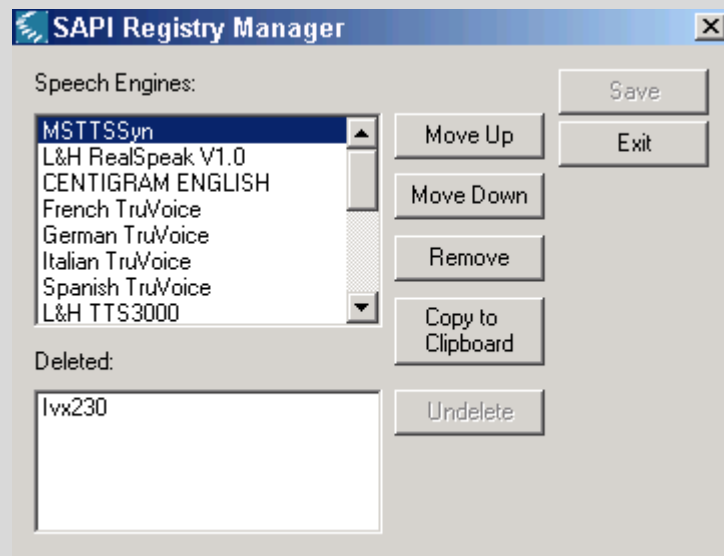 SAPI Registry Manager
Speech Engines:
MSTTSSyn
L&H RealSpeak V1.0
CENTIGRAM ENGLISH
French TruVoice
German TruVoice
Italian TruVoice
Spanish TruVoice
L&H TTS3000
Move Up
Move Down
Remove
Copy to
Clipboard
Save
Exit
Deleted:
lvx230
Undelete